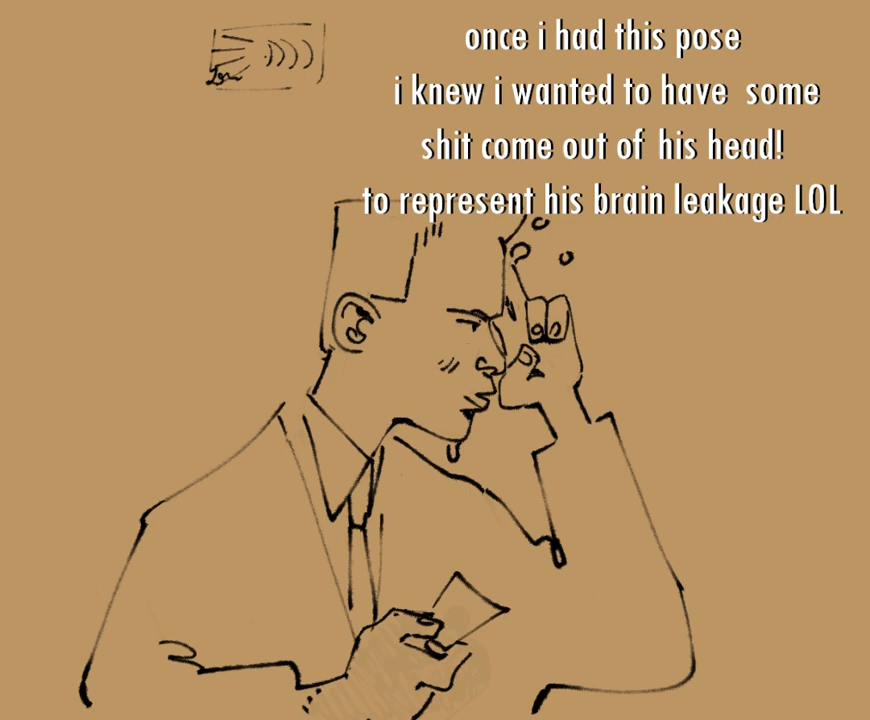 once i had this pose
i knew i wanted to have some
shit come out of his head!
to represent his brain leakage LOL